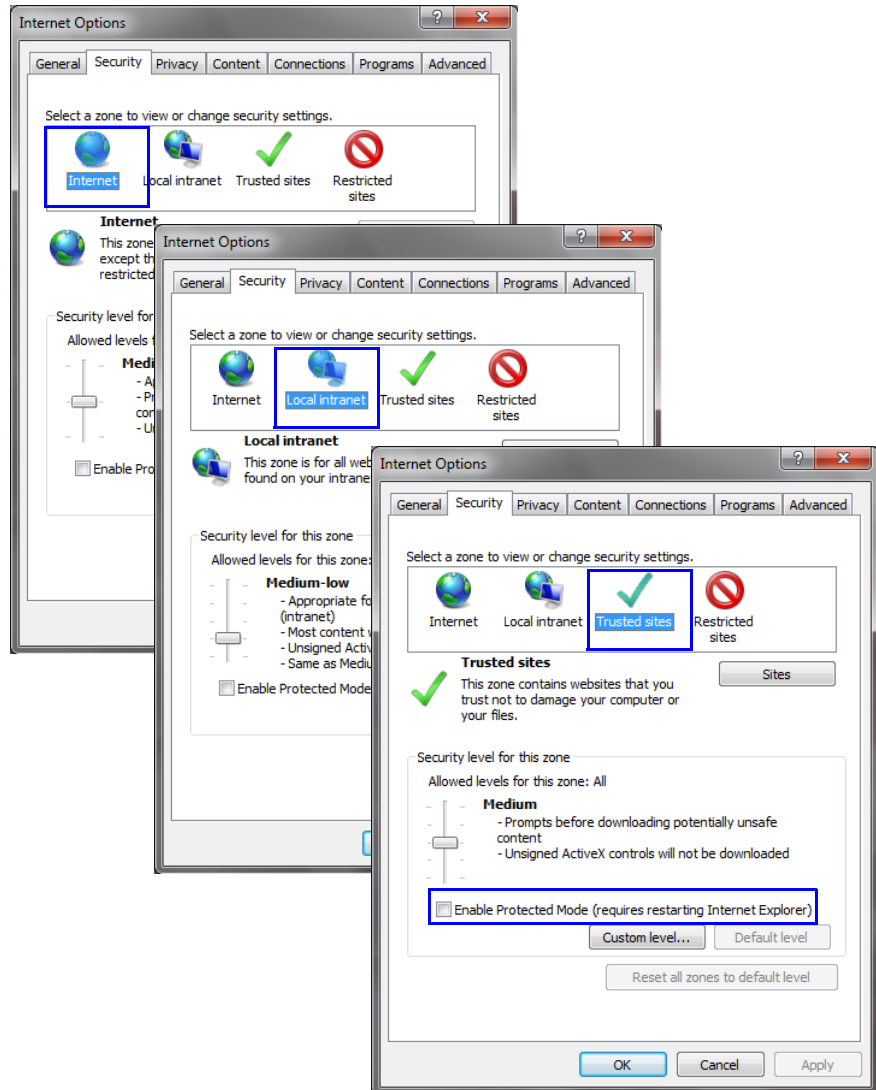 Internet Options
?
X
General Security Privacy Content Connections Programs Advanced
Select a zone to view or change security settings.
Internet Local intranet Trusted sites Restricted
sites
Internet
This zone
except th
restricted
Security level for
Allowed levels
Medi
- A
- Pr
con
- U
Enable Pro
Internet Options
?
X
General Security Privacy Content Connections Programs Advanced
Select a zone to view or change security settings.
Internet Local intranet Trusted sites Restricted
sites
Local intranet
This zone is for all web
found on your intrane
Security level for this zone
Allowed levels for this zone:
Medium-low
- Appropriate fo
(intranet)
- Most content
- Unsigned Activ
- Same as Mediu
Enable Protected Mode
Internet Options
?
X
General Security Privacy Content Connections Programs Advanced
Select a zone to view or change security settings.
Internet Local intranet Trusted sites Restricted
sites
Trusted sites
This zone contains websites that you
trust not to damage your computer or
your files.
Sites
Security level for this zone
Allowed levels for this zone: All
Medium
- Prompts before downloading potentially unsafe
content
- Unsigned ActiveX controls will not be downloaded
Enable Protected Mode (requires restarting Internet Explorer)
Custom level... Default level
Reset all zones to default level
OK Cancel Apply